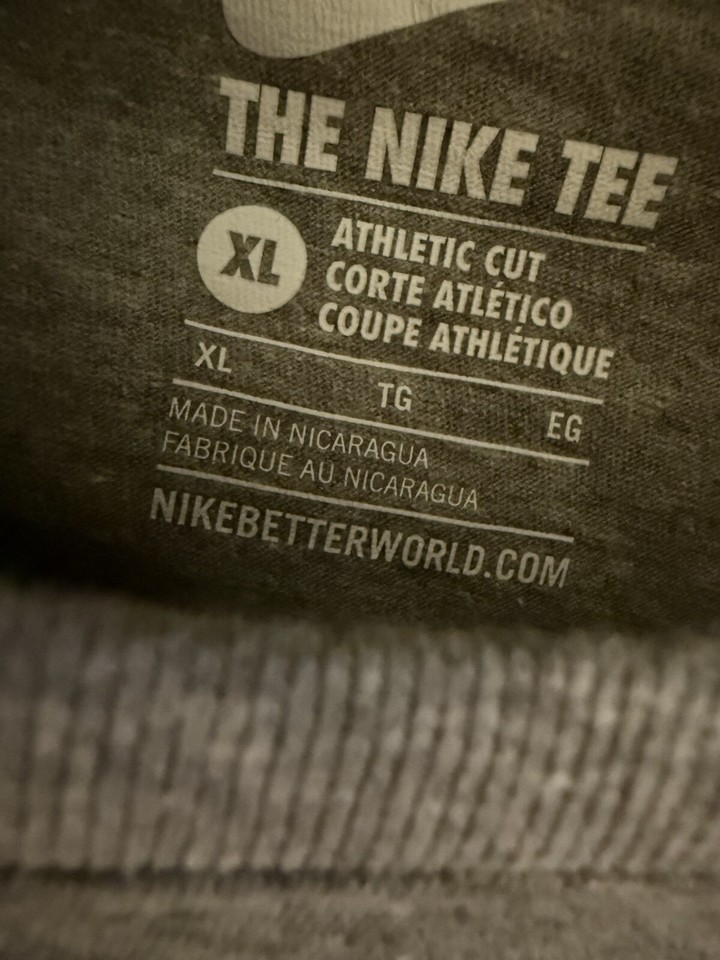 THE NIKE TEE
XL
ATHLETIC CUT
CORTE ATLÉTICO
COUPE ATHLÉTIQUE
XL TG EG
MADE IN NICARAGUA
FABRIQUE AU NICARAGUA
NIKEBETTERWORLD.COM